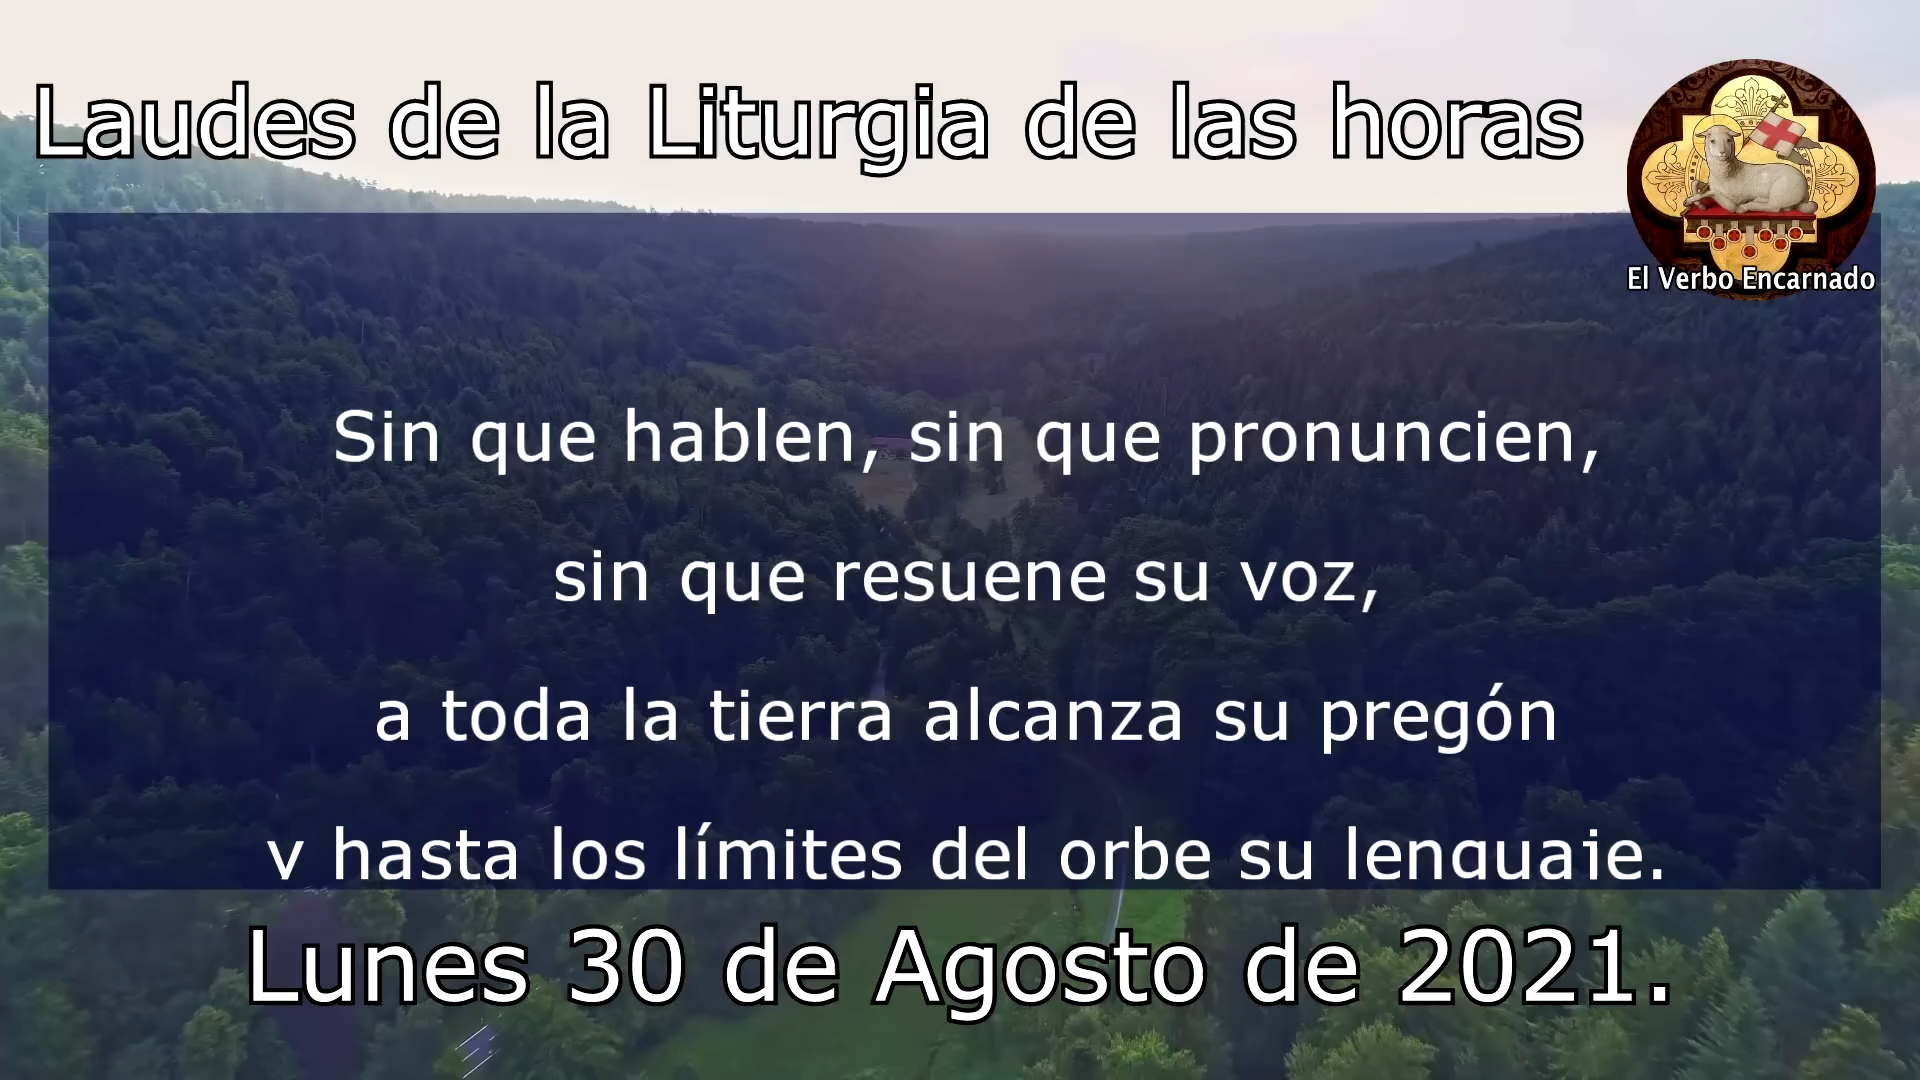 Laudes de la Liturgia de las horas
El Verbo Encarnado
Sin que hablen, sin que pronuncien,
sin que resuene su voz,
a toda la tierra alcanza su pregón
y hasta los límites del orbe su lenguaje.
Lunes 30 de Agosto de 2021.